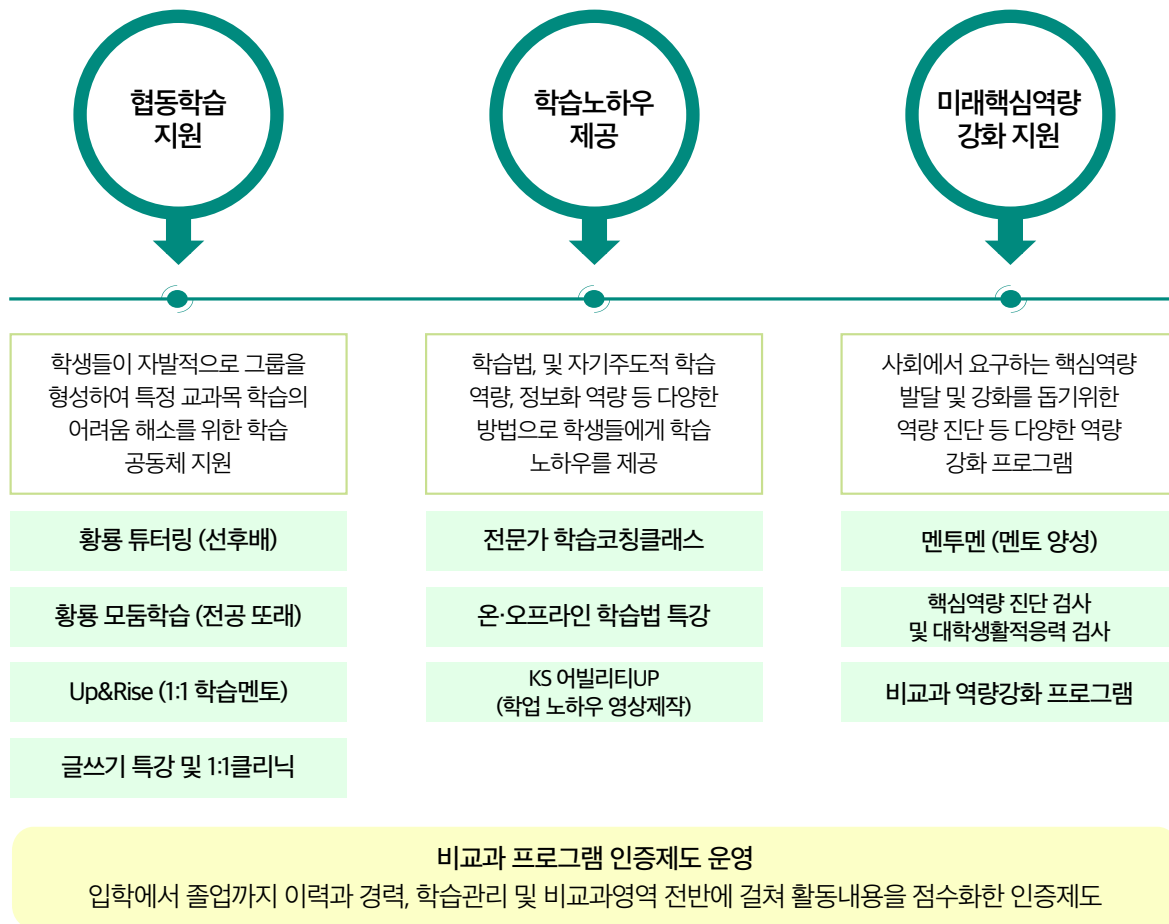 협동학습
지원
학습노하우
제공
미래핵심역량
강화 지원
학생들이 자발적으로 그룹을
형성하여 특정 교과목 학습의
어려움 해소를 위한 학습
공동체 지원
황룡 튜터링 (선후배)
황룡 모둠학습 (전공 또래)
Up&Rise (1:1 학습멘토)
글쓰기 특강 및 1:1클리닉
학습법, 및 자기주도적 학습
역량, 정보화 역량 등 다양한
방법으로 학생들에게 학습
노하우를 제공
전문가 학습코칭클래스
온·오프라인 학습법 특강
KS 어빌리티UP
(학업 노하우 영상제작)
사회에서 요구하는 핵심역량
발달 및 강화를 돕기위한
역량 진단 등 다양한 역량
강화 프로그램
멘투멘 (멘토 양성)
핵심역량 진단 검사
및 대학생활적응력 검사
비교과 역량강화 프로그램
비교과 프로그램 인증제도 운영
입학에서 졸업까지 이력과 경력, 학습관리 및 비교과영역 전반에 걸쳐 활동내용을 점수화한 인증제도